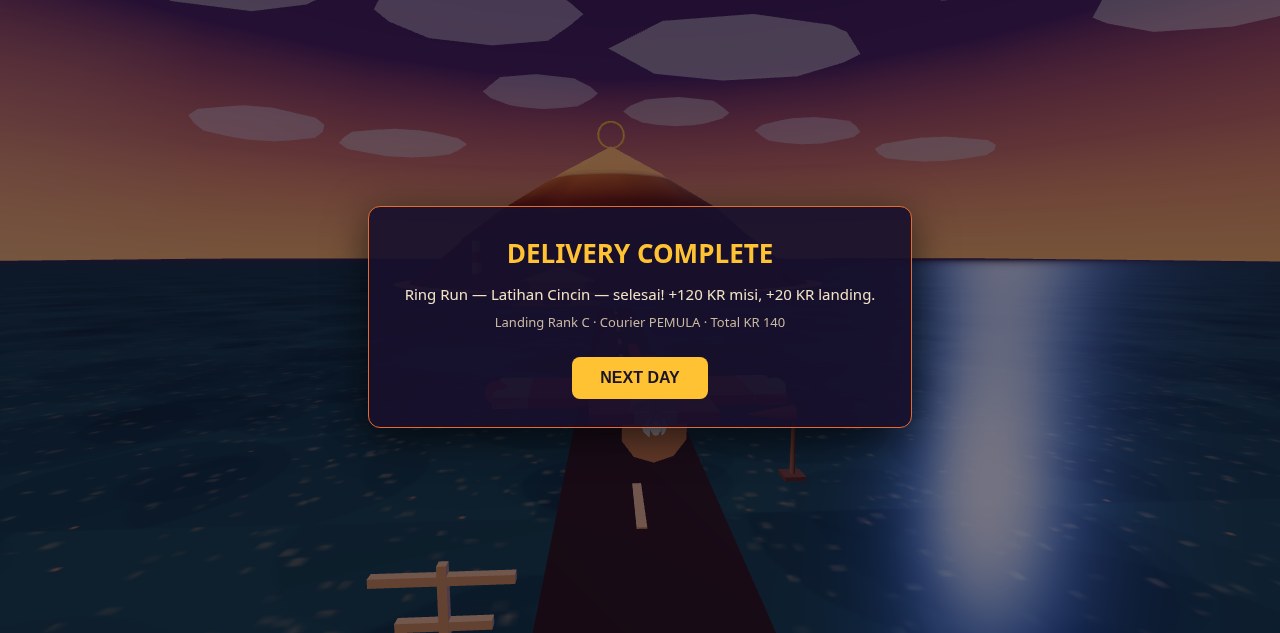 DELIVERY COMPLETE
Ring Run — Latihan Cincin — selesai! +120 KR misi, +20 KR landing.
Landing Rank C · Courier PEMULA · Total KR 140
NEXT DAY